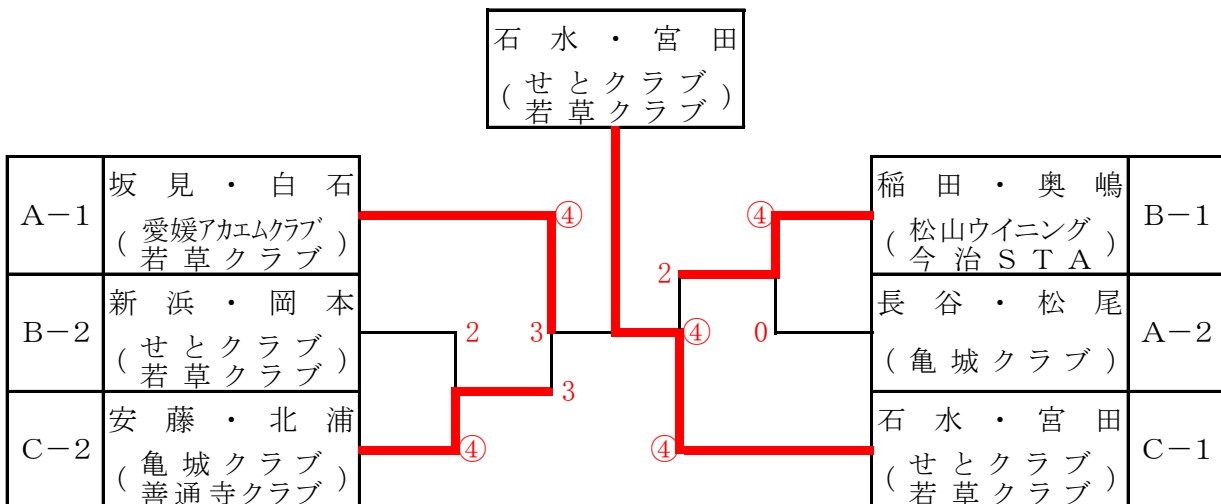 石水・宮田
(せとクラブ
若草クラブ)
A-1
坂見・白石
(愛媛アカエムクラブ
若草クラブ)
B-2
新浜・岡本
(せとクラブ
若草クラブ)
C-2
安藤・北浦
(亀城クラブ
善通寺クラブ)
④
2
3
3
④
④
2
0
④
④
稲田・奥嶋
(松山ウイニング
今治STA)
B-1
長谷・松尾
(亀城クラブ)
A-2
石水・宮田
(せとクラブ
若草クラブ)
C-1